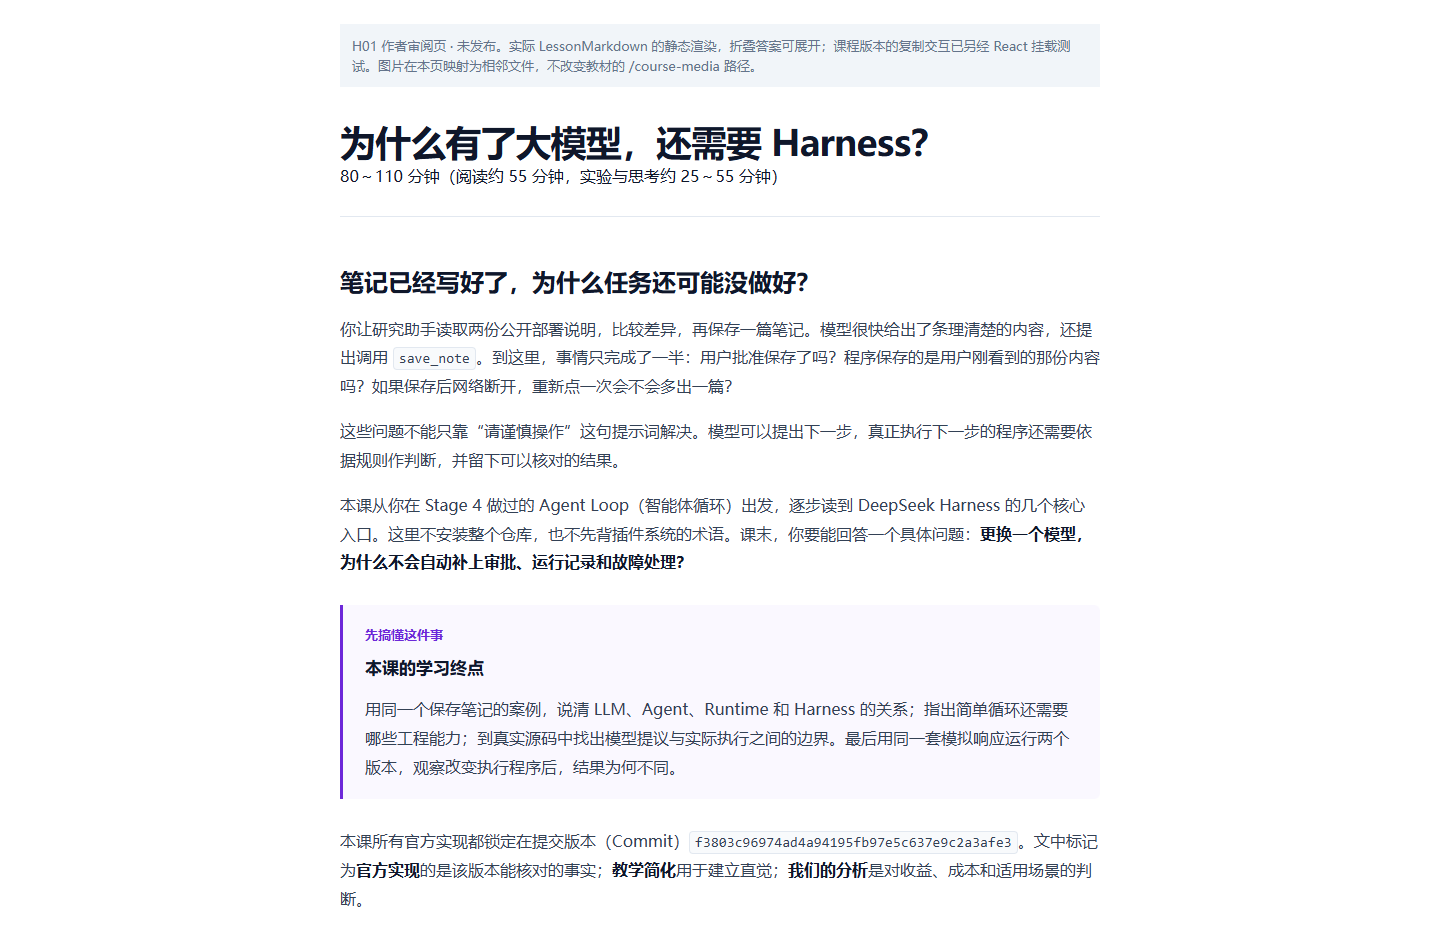 H01 作者审阅页 · 未发布。实际 LessonMarkdown 的静态渲染，折叠答案可展开；课程版本的复制交互已另经 React 挂载测
试。图片在本页映射为相邻文件，不改变教材的 /course-media 路径。
为什么有了大模型，还需要 Harness？
80～110 分钟（阅读约 55 分钟，实验与思考约 25～55 分钟）
笔记已经写好了，为什么任务还可能没做好？
你让研究助手读取两份公开部署说明，比较差异，再保存一篇笔记。模型很快给出了条理清楚的内容，还提
出调用 save_note。到这里，事情只完成了一半：用户批准保存了吗？程序保存的是用户刚看到的那份内容
吗？如果保存后网络断开，重新点一次会不会多出一篇？
这些问题不能只靠“请谨慎操作”这句提示词解决。模型可以提出下一步，真正执行下一步的程序还需要依
据规则作判断，并留下可以核对的结果。
本课从你在 Stage 4 做过的 Agent Loop（智能体循环）出发，逐步读到 DeepSeek Harness 的几个核心
入口。这里不安装整个仓库，也不先背插件系统的术语。课末，你要能回答一个具体问题：更换一个模型，
为什么不会自动补上审批、运行记录和故障处理？
先搞懂这件事
本课的学习终点
用同一个保存笔记的案例，说清 LLM、Agent、Runtime 和 Harness 的关系；指出简单循环还需要
哪些工程能力；到真实源码中找出模型提议与实际执行之间的边界。最后用同一套模拟响应运行两个
版本，观察改变执行程序后，结果为何不同。
本课所有官方实现都锁定在提交版本（Commit）f3803c96974ad4a94195fb97e5c637e9c2a3afe3。文中标记
为官方实现的是该版本能核对的事实；教学简化用于建立直觉；我们的分析是对收益、成本和适用场景的判
断。